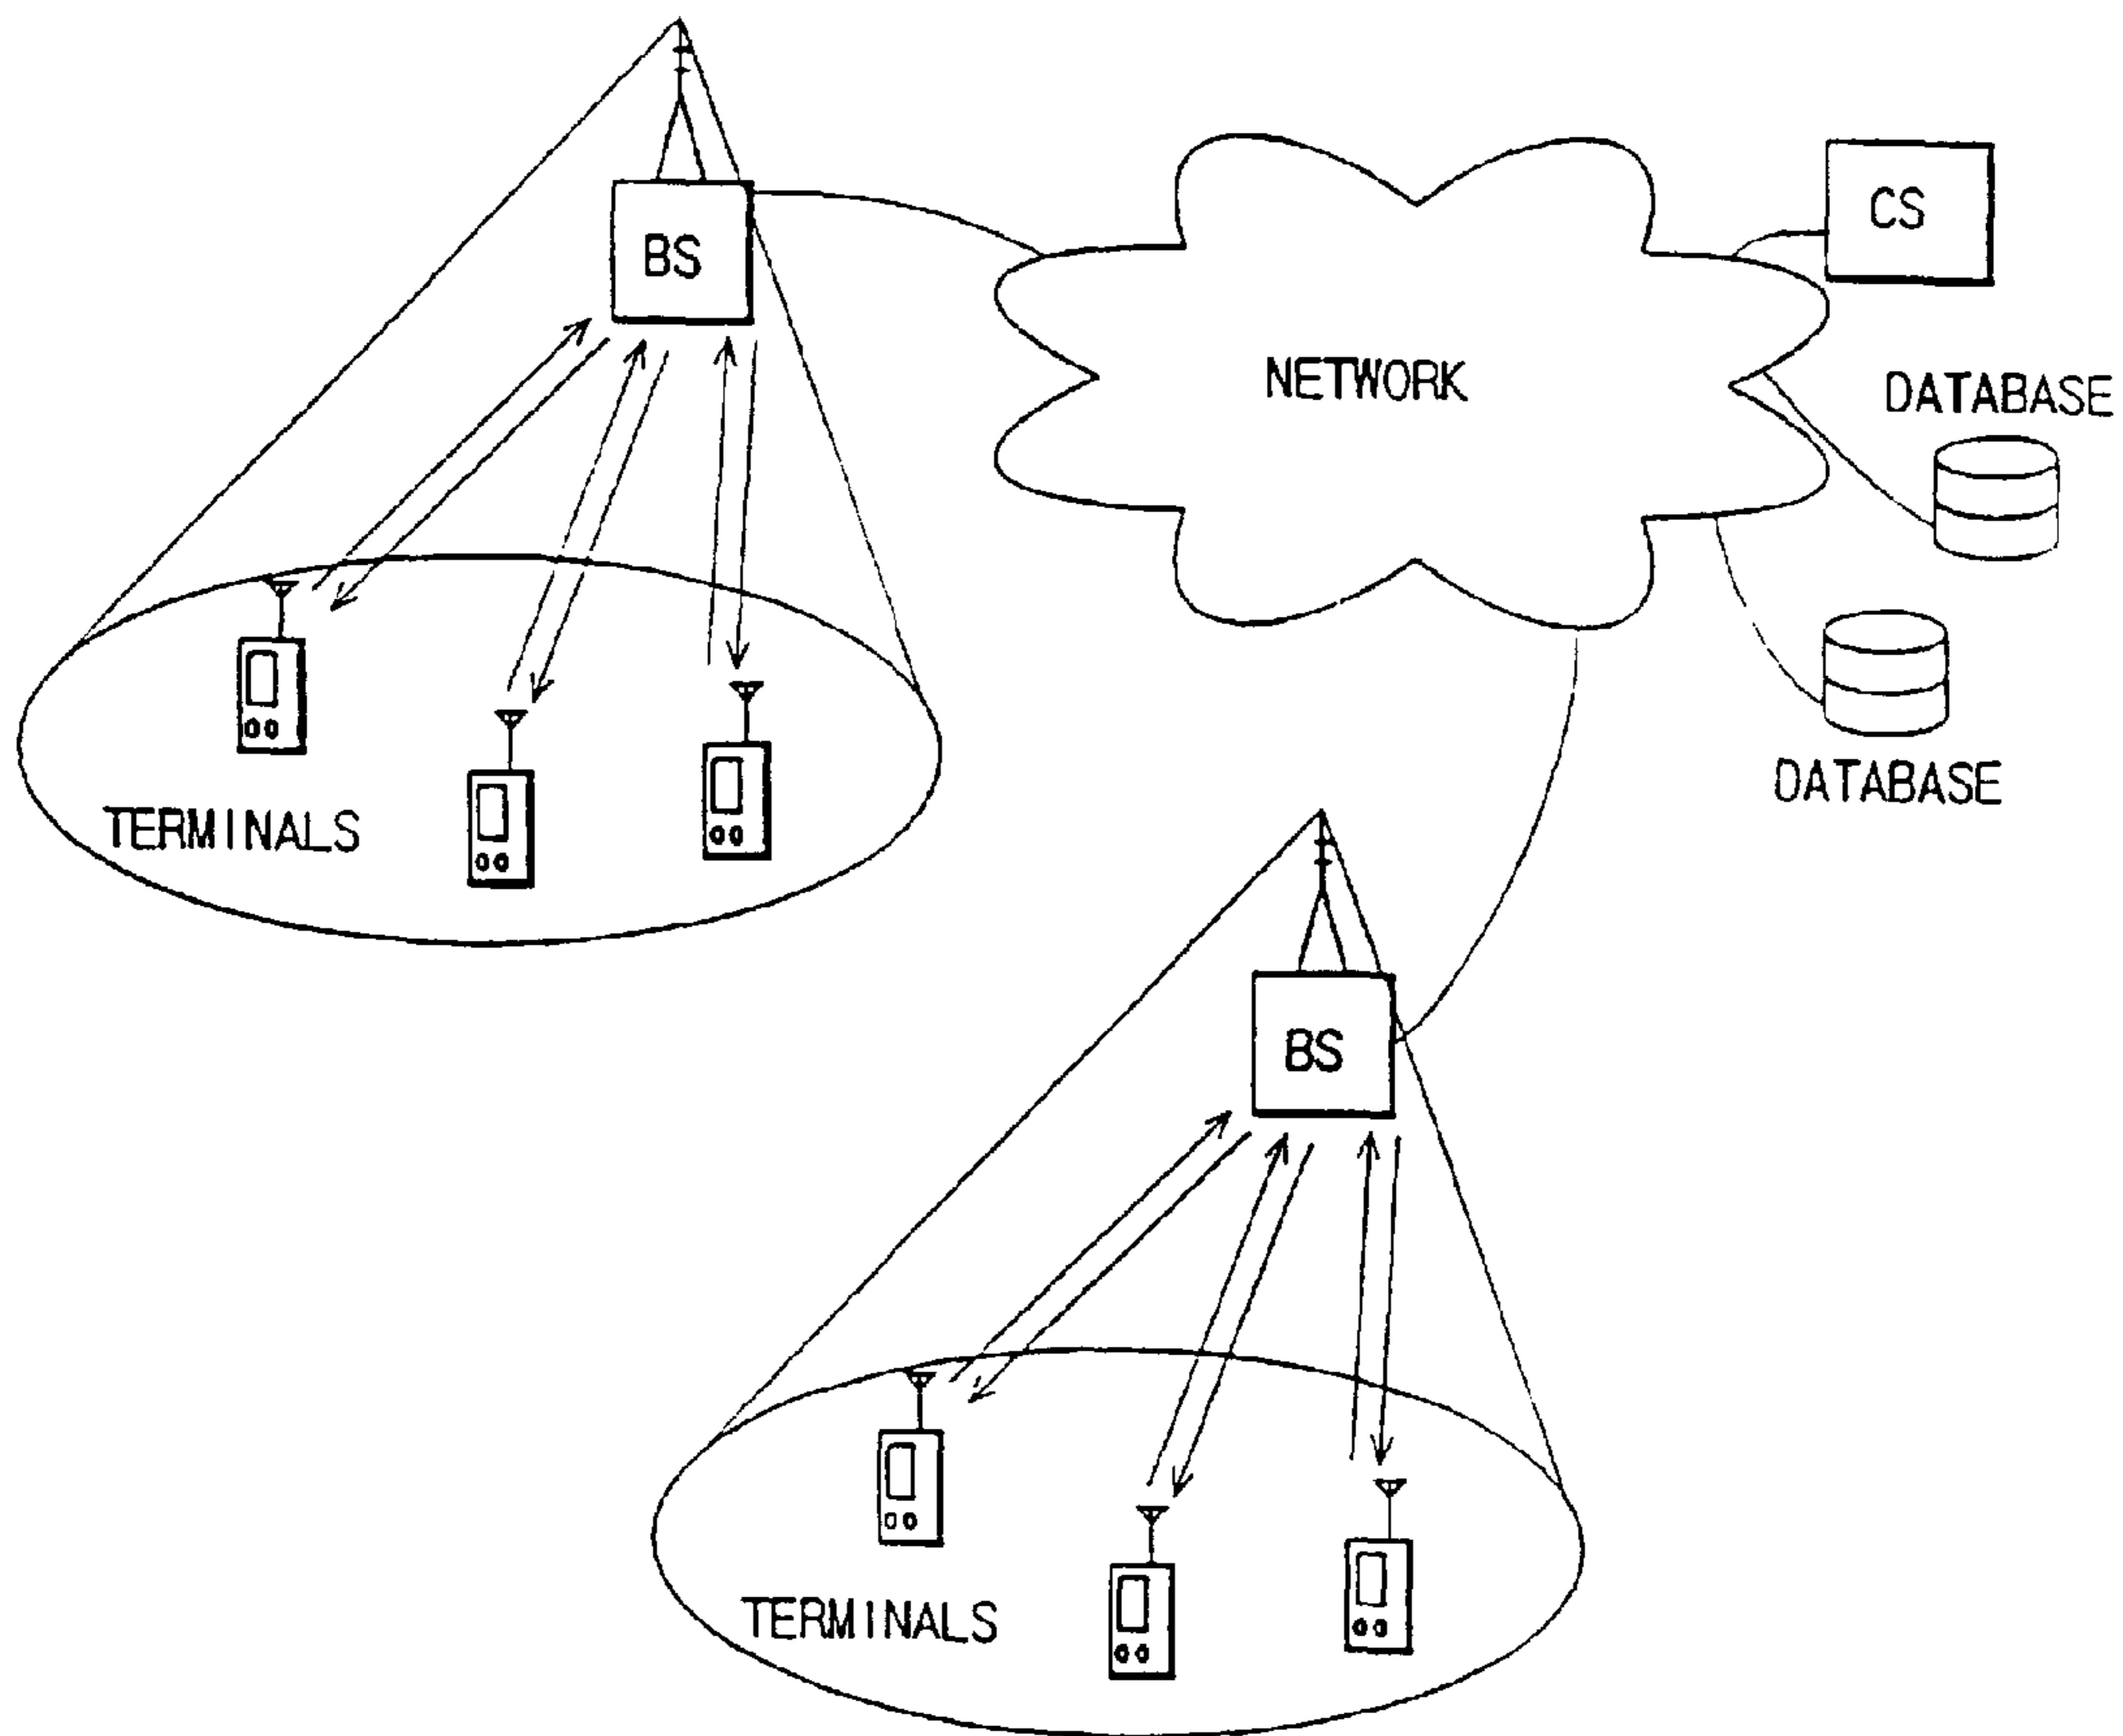 BS
CS
NETWORK
DATABASE
DATABASE
TERMINALS
BS
TERMINALS